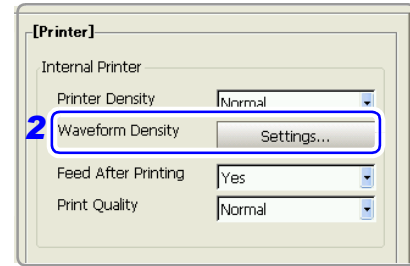 [Printer]
Internal Printer
Printer Density Normal
2 Waveform Density Settings...
Feed After Printing Yes
Print Quality Normal